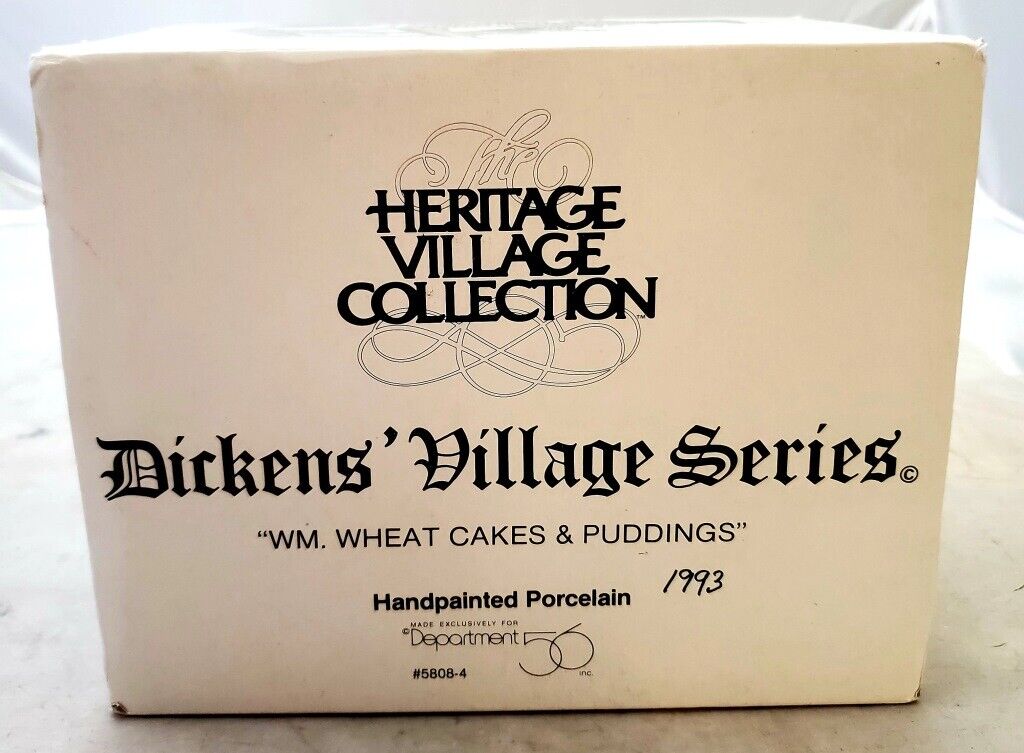 The
HERITAGE
VILLAGE
COLLECTION™
Dickens' Village Series©
"WM. WHEAT CAKES & PUDDINGS"
1993
Handpainted Porcelain
MADE EXCLUSIVELY FOR
©Department 56 inc.
#5808-4